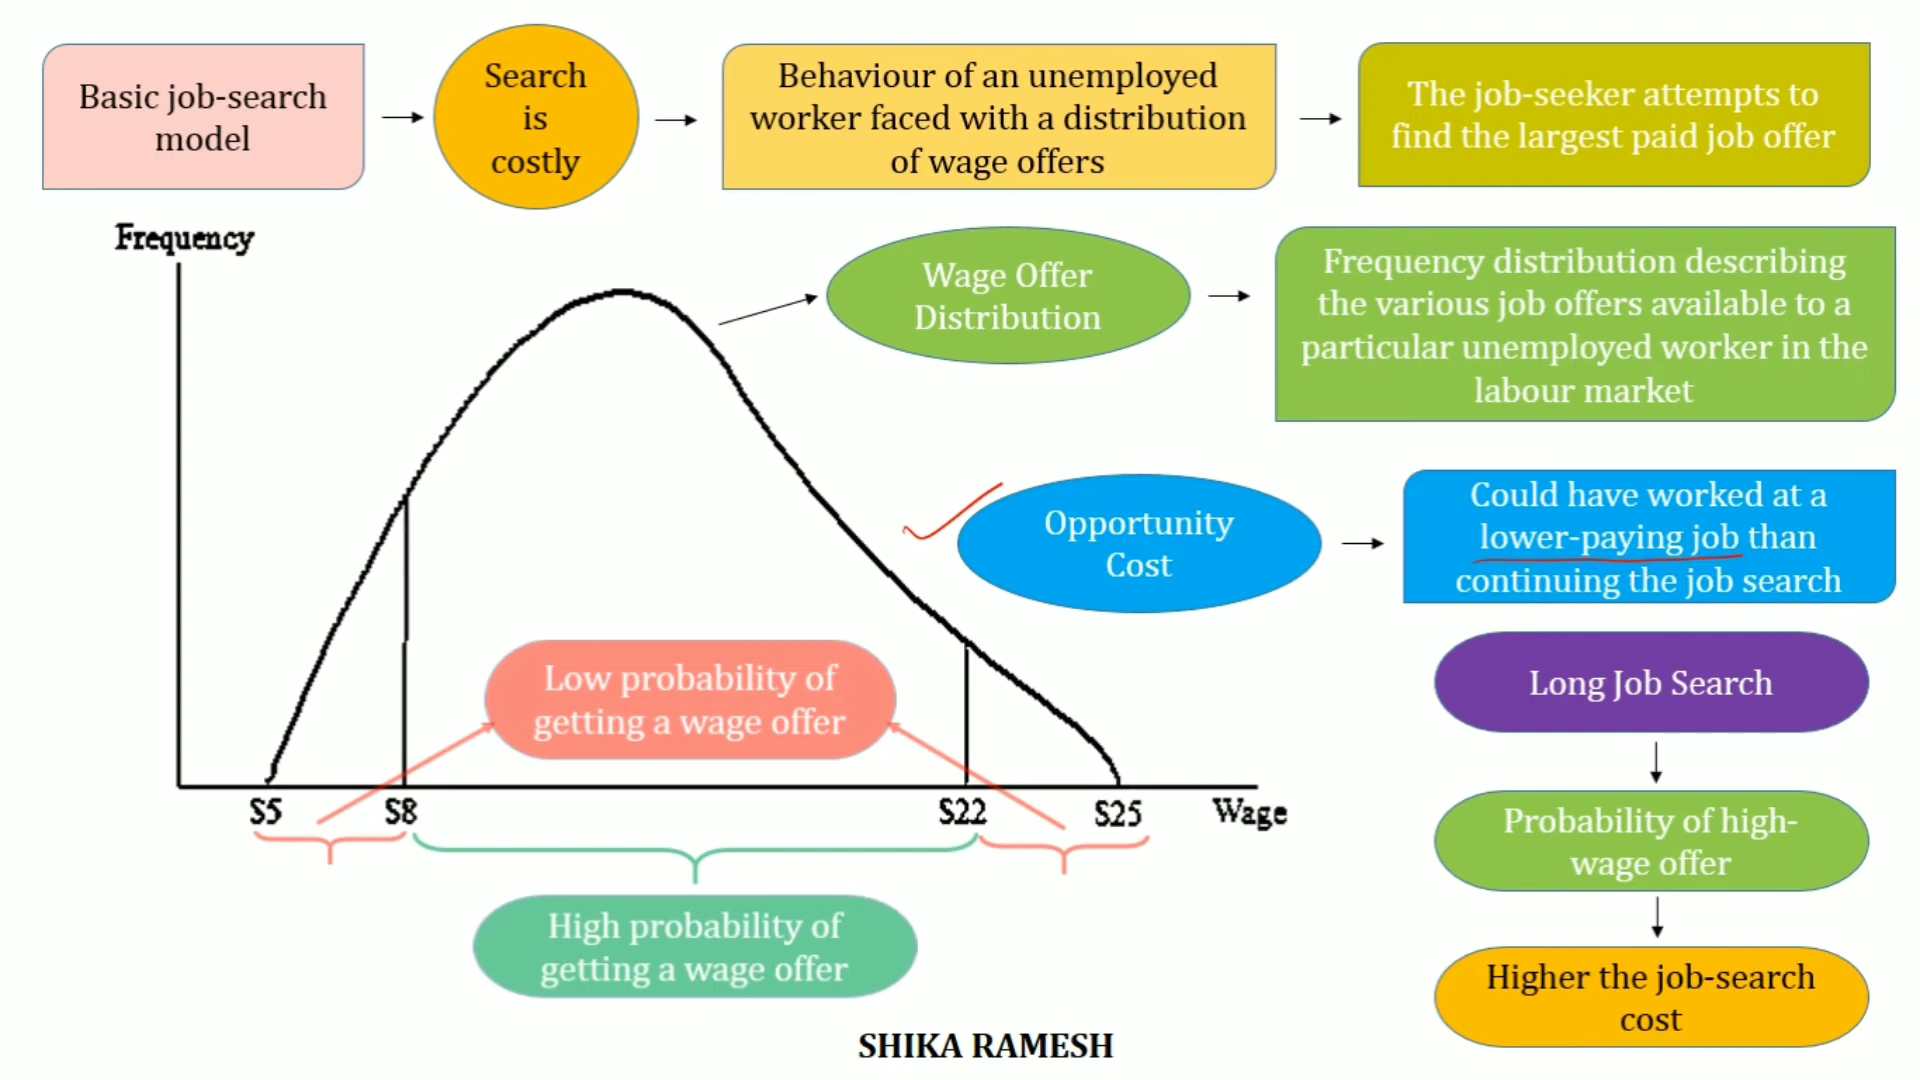 Basic job-search
model
Search
is
costly
Behaviour of an unemployed
worker faced with a distribution
of wage offers
The job-seeker attempts to
find the largest paid job offer
Frequency
Wage Offer
Distribution
Frequency distribution describing
the various job offers available to a
particular unemployed worker in the
labour market
Opportunity
Cost
Could have worked at a
lower-paying job than
continuing the job search
Low probability of
getting a wage offer
Long Job Search
S5
S8
S22
S25
Wage
Probability of high-
wage offer
High probability of
getting a wage offer
Higher the job-search
cost
SHIKA RAMESH